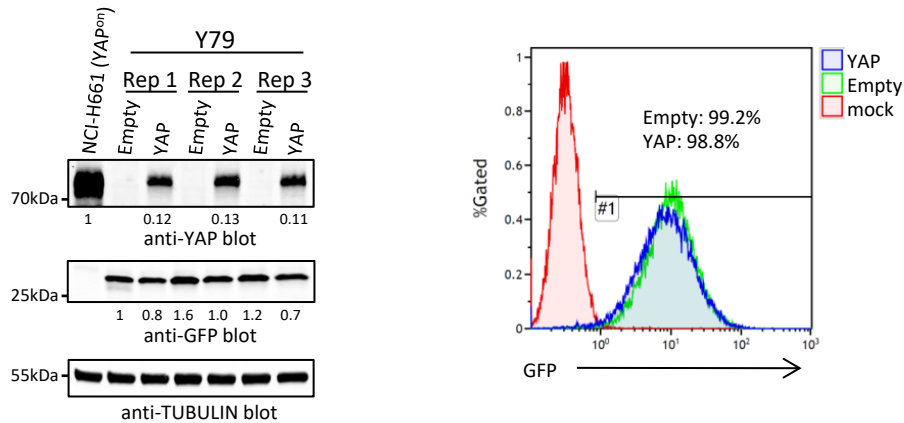 NCI-H661 (YAPᵒⁿ)
Y79
Rep 1 Rep 2 Rep 3
Empty YAP Empty YAP Empty YAP
70kDa
1 0.12 0.13 0.11
anti-YAP blot
25kDa
1 0.8 1.6 1.0 1.2 0.7
anti-GFP blot
55kDa
anti-TUBULIN blot
YAP
Empty
mock
Empty: 99.2%
YAP: 98.8%
#1
%Gated
1
0.8
0.6
0.4
0.2
0
10⁰ 10¹ 10² 10³
GFP